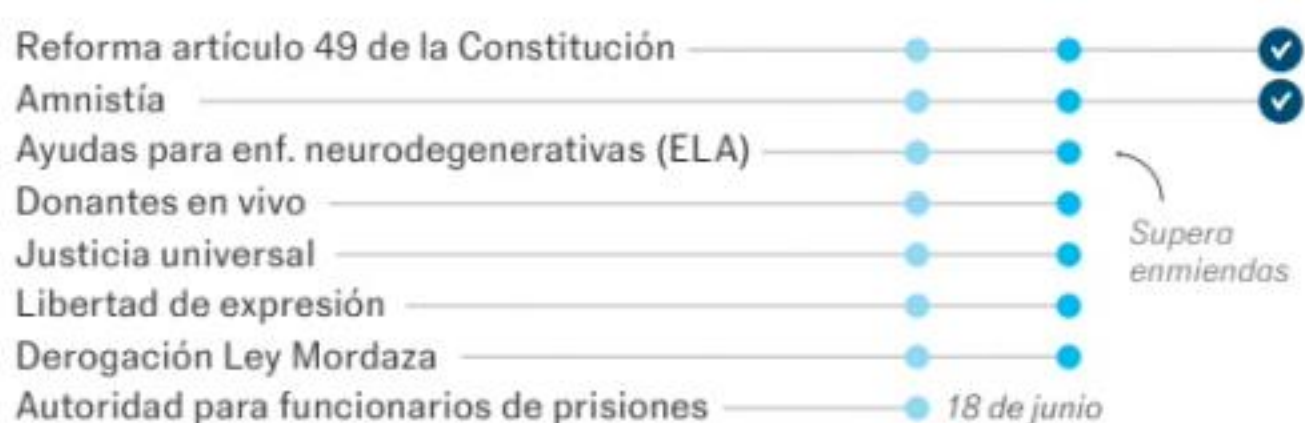 Reforma artículo 49 de la Constitución
Amnistía
Ayudas para enf. neurodegenerativas (ELA)
Donantes en vivo
Supera
Justicia universal
enmiendas
Libertad de expresión
Derogación Ley Mordaza
Autoridad para funcionarios de prisiones 18 de junio